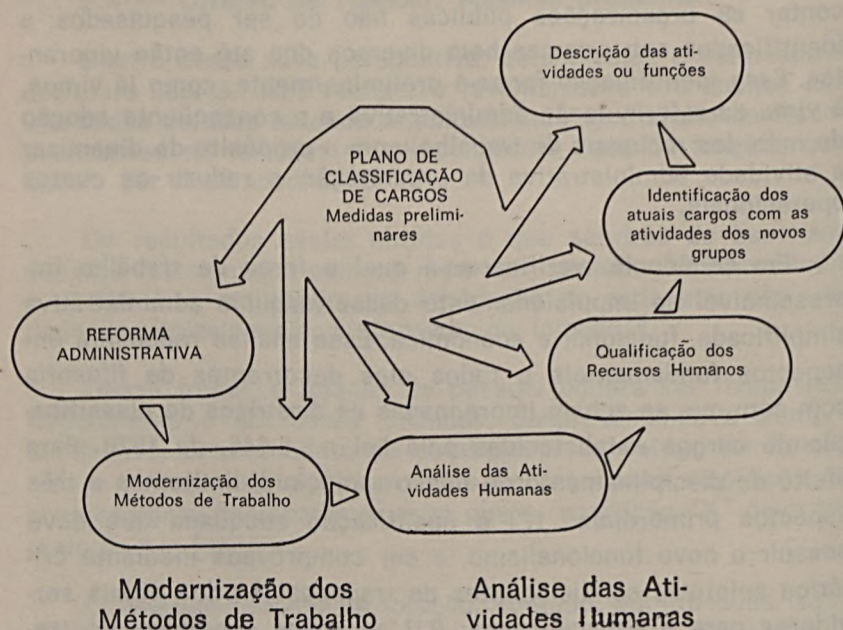 Descrição das ati-
vidades ou funções
PLANO DE
CLASSIFICAÇÃO
DE CARGOS
Medidas prelimi-
nares
Identificação dos
atuais cargos com as
atividades dos novos
grupos
REFORMA
ADMINISTRATIVA
Qualificação dos
Recursos Humanos
Modernização dos
Métodos de Trabalho
Análise das Ati-
vidades Humanas
Modernização dos
Métodos de Trabalho
Análise das Ati-
vidades Humanas